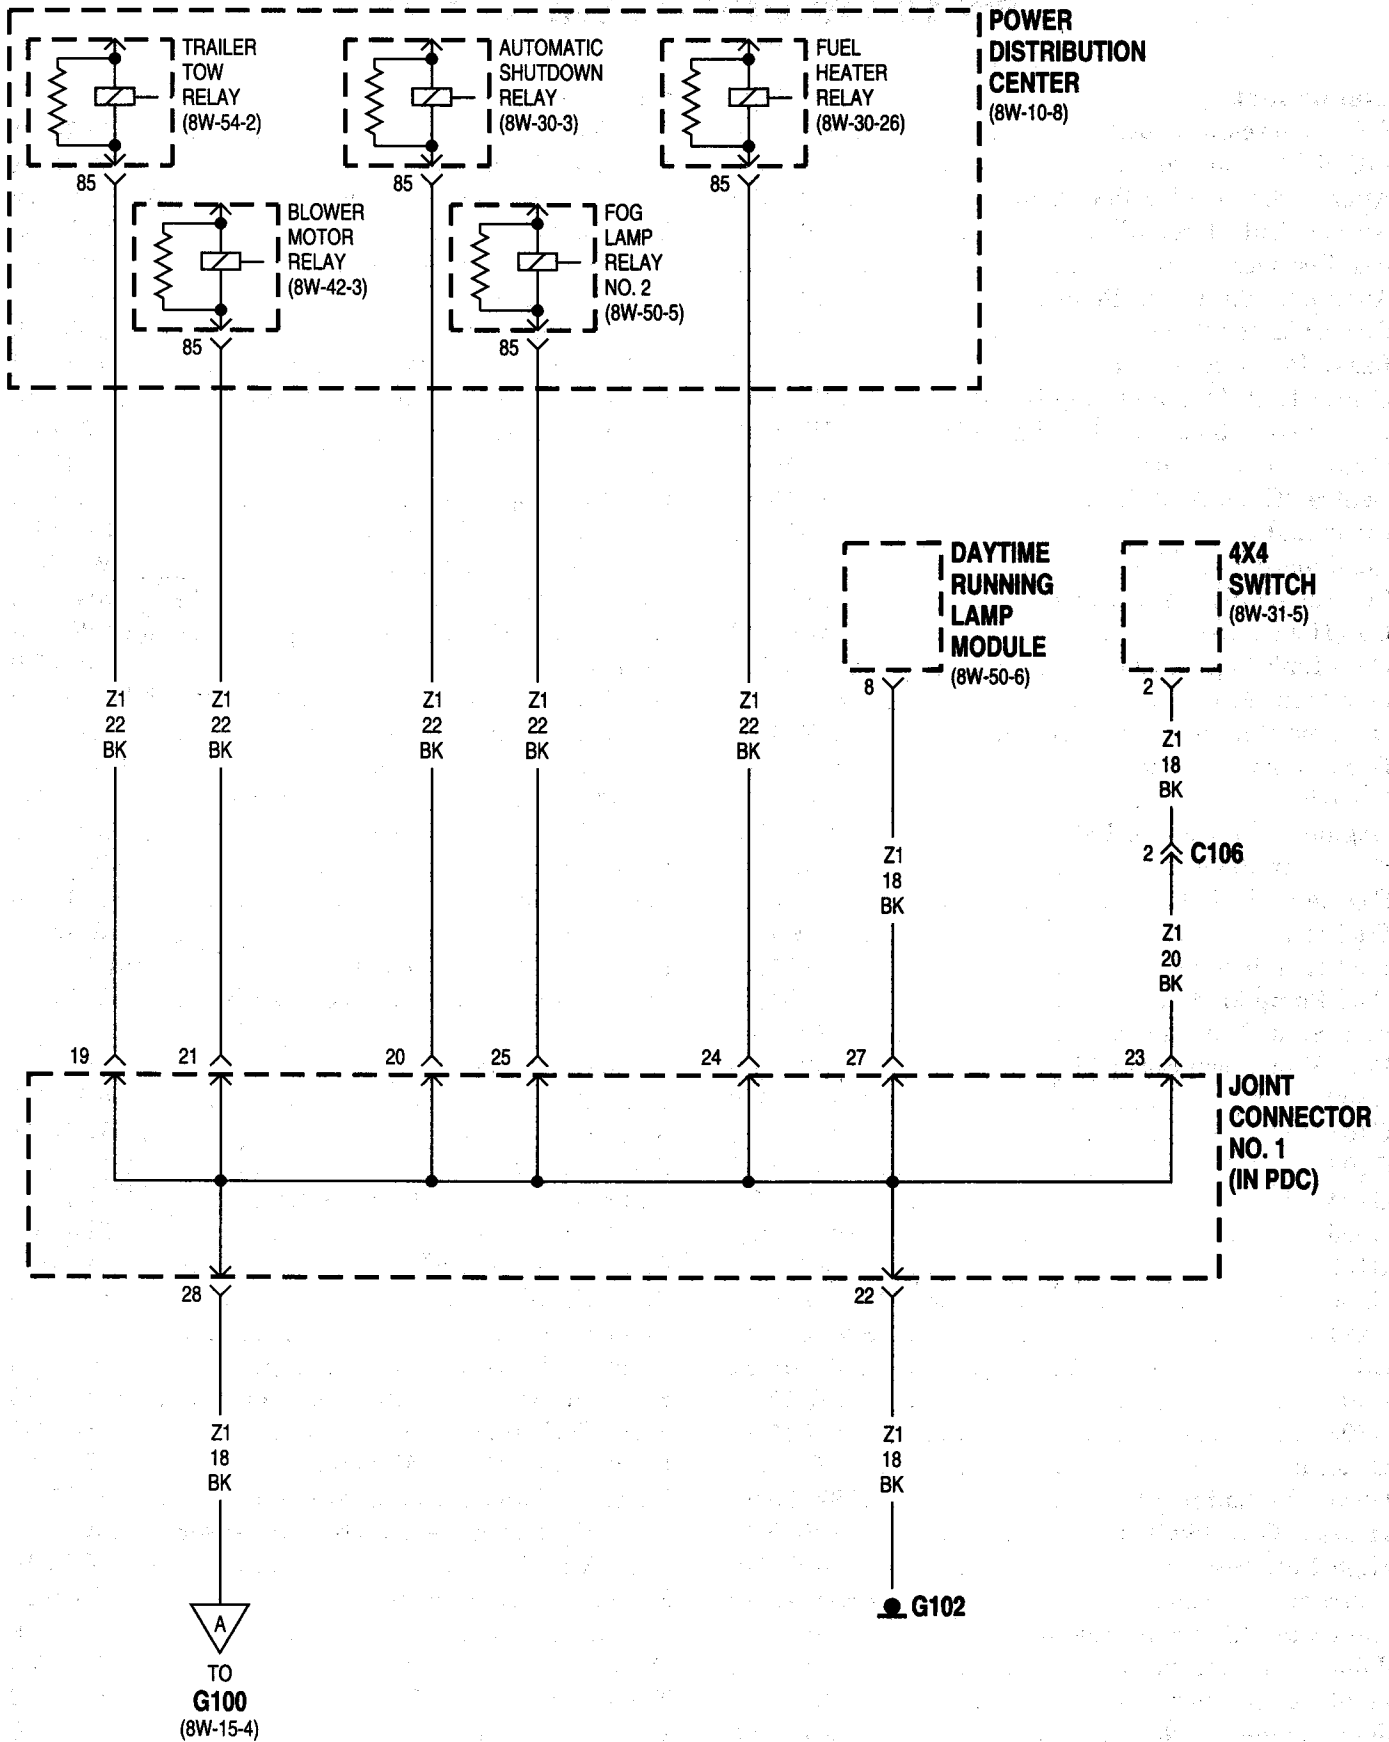 POWER
DISTRIBUTION
CENTER
(8W-10-8)
TRAILER
TOW
RELAY
(8W-54-2)
85
AUTOMATIC
SHUTDOWN
RELAY
(8W-30-3)
85
FUEL
HEATER
RELAY
(8W-30-26)
85
BLOWER
MOTOR
RELAY
(8W-42-3)
85
FOG
LAMP
RELAY
NO. 2
(8W-50-5)
85
DAYTIME
RUNNING
LAMP
MODULE
(8W-50-6)
8
4X4
SWITCH
(8W-31-5)
2
Z1
22
BK
Z1
22
BK
Z1
22
BK
Z1
22
BK
Z1
22
BK
Z1
18
BK
Z1
18
BK
2 C106
Z1
20
BK
19 21 20 25 24 27 23
JOINT
CONNECTOR
NO. 1
(IN PDC)
28 22
Z1
18
BK
Z1
18
BK
A
TO
G100
(8W-15-4)
G102